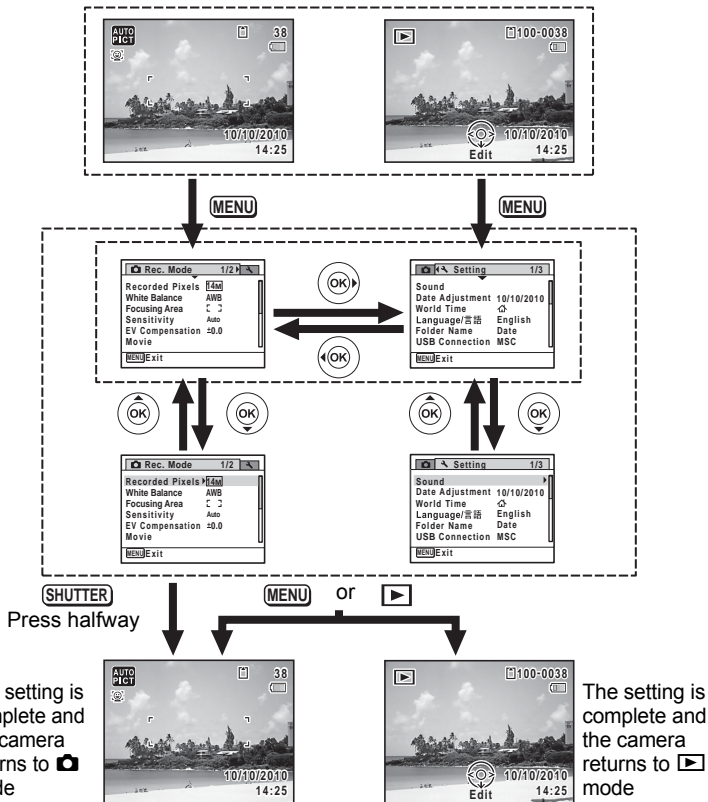 AUTO PICT 38
100-0038
10/10/2010
14:25
Edit 10/10/2010
14:25
MENU MENU
Rec. Mode 1/2
Recorded Pixels 14M
White Balance AWB
Focusing Area
Sensitivity Auto
EV Compensation ±0.0
Movie
MENU Exit
OK
OK
Setting 1/3
Sound
Date Adjustment 10/10/2010
World Time
Language/言語 English
Folder Name Date
USB Connection MSC
MENU Exit
OK OK OK OK
Rec. Mode 1/2
Recorded Pixels 14M
White Balance AWB
Focusing Area
Sensitivity Auto
EV Compensation ±0.0
Movie
MENU Exit
Setting 1/3
Sound
Date Adjustment 10/10/2010
World Time
Language/言語 English
Folder Name Date
USB Connection MSC
MENU Exit
SHUTTER
Press halfway
MENU or
AUTO PICT 38
10/10/2010
14:25
100-0038
Edit 10/10/2010
14:25
setting is
and
camera
to
The setting is
complete and
the camera
returns to
mode